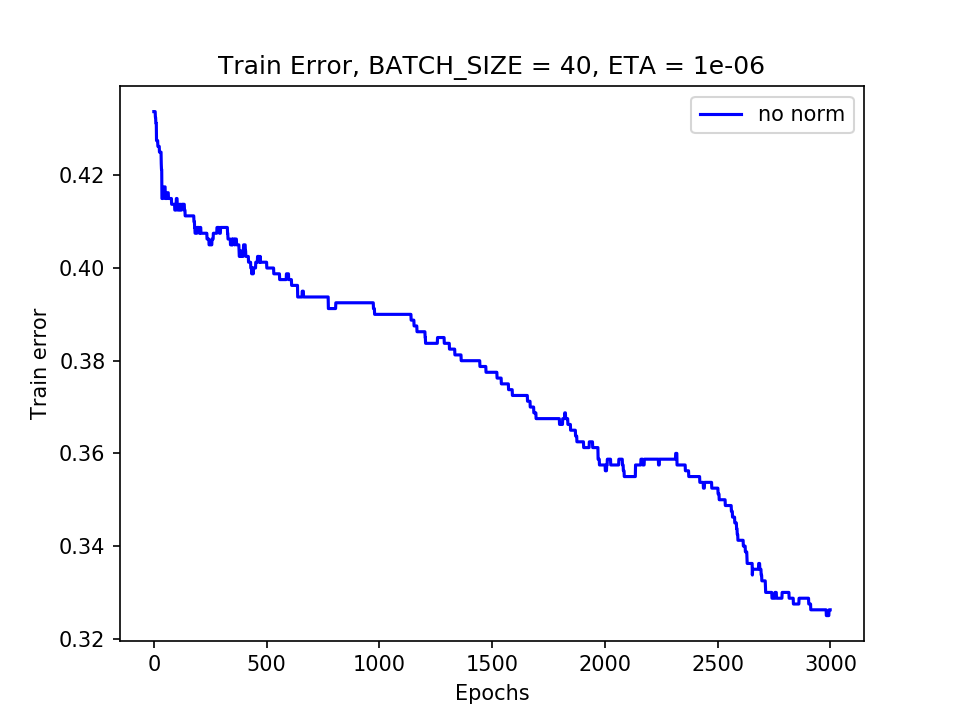 Train Error, BATCH_SIZE = 40, ETA = 1e-06
no norm
0.42
0.40
0.38
0.36
0.34
0.32
Train error
0 500 1000 1500 2000 2500 3000
Epochs